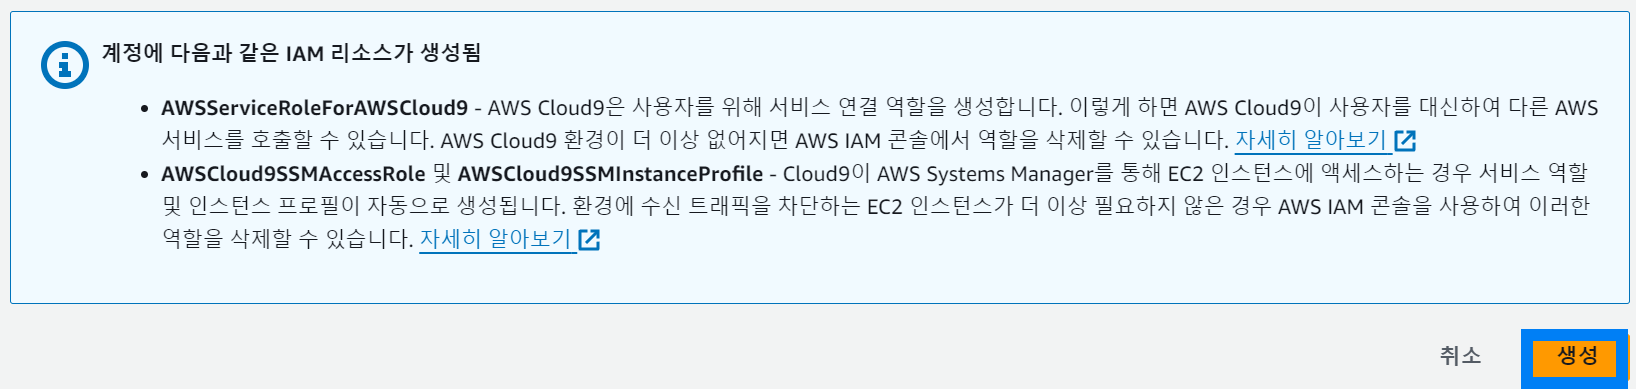 계정에 다음과 같은 IAM 리소스가 생성됨
• AWSServiceRoleForAWSCloud9 - AWS Cloud9은 사용자를 위해 서비스 연결 역할을 생성합니다. 이렇게 하면 AWS Cloud9이 사용자를 대신하여 다른 AWS
서비스를 호출할 수 있습니다. AWS Cloud9 환경이 더 이상 없어지면 AWS IAM 콘솔에서 역할을 삭제할 수 있습니다. 자세히 알아보기
• AWSCloud9SSMAccessRole 및 AWSCloud9SSMInstanceProfile - Cloud9이 AWS Systems Manager를 통해 EC2 인스턴스에 액세스하는 경우 서비스 역할
및 인스턴스 프로필이 자동으로 생성됩니다. 환경에 수신 트래픽을 차단하는 EC2 인스턴스가 더 이상 필요하지 않은 경우 AWS IAM 콘솔을 사용하여 이러한
역할을 삭제할 수 있습니다. 자세히 알아보기
취소 생성